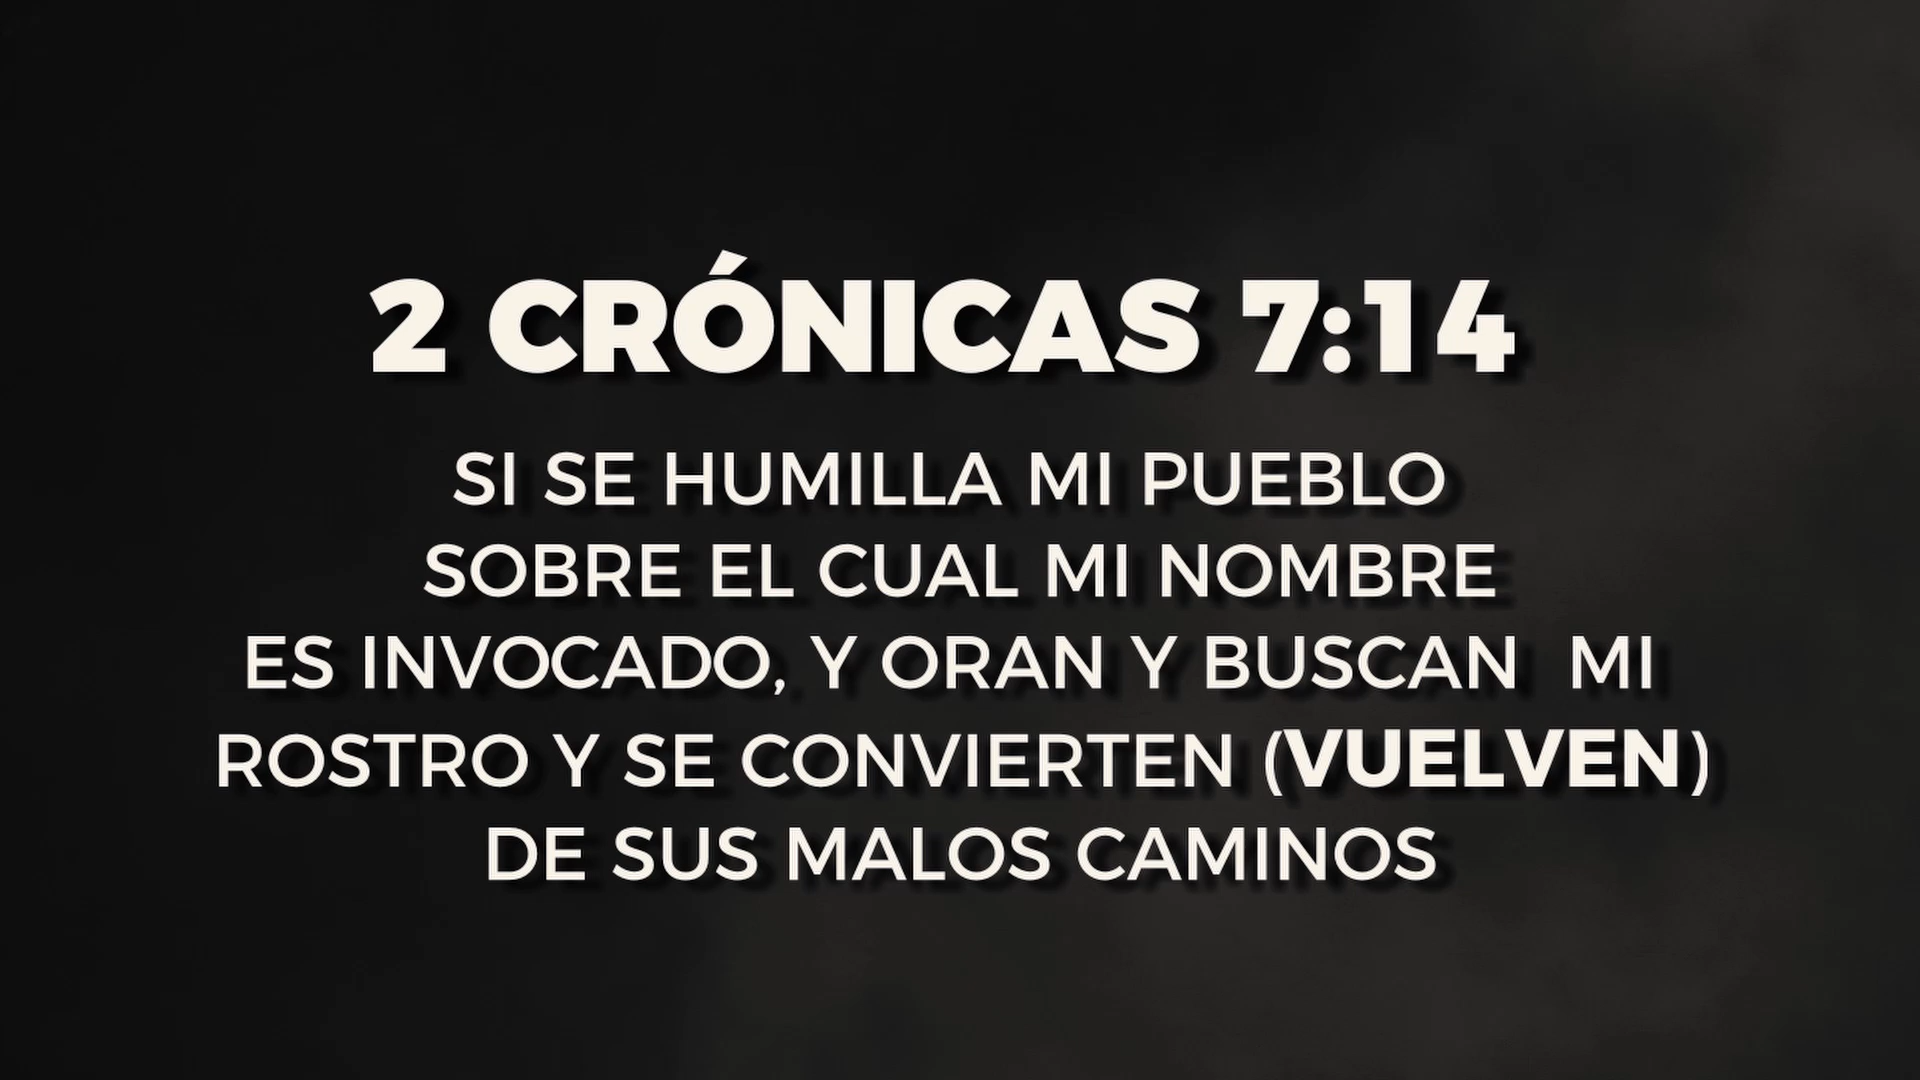 2 CRÓNICAS 7:14
SI SE HUMILLA MI PUEBLO
SOBRE EL CUAL MI NOMBRE
ES INVOCADO, Y ORAN Y BUSCAN  MI
ROSTRO Y SE CONVIERTEN (VUELVEN)
DE SUS MALOS CAMINOS